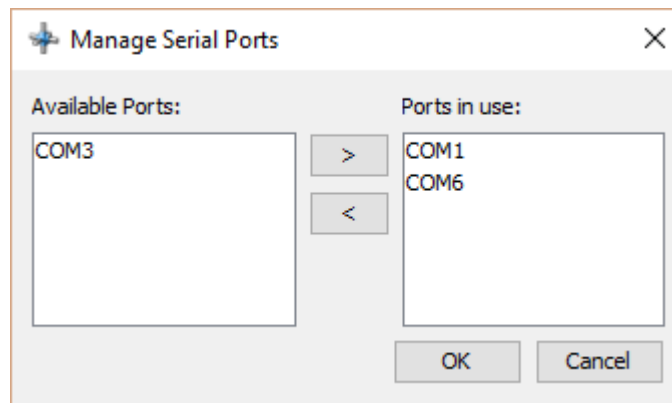 Manage Serial Ports
Available Ports:
Ports in use:
COM3
>
<
COM1
COM6
OK
Cancel